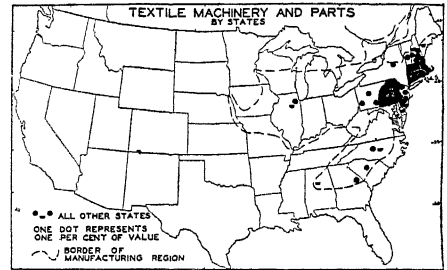 TEXTILE MACHINERY AND PARTS
BY STATES
ALL OTHER STATES
ONE DOT REPRESENTS
ONE PER CENT OF VALUE
BORDER OF
MANUFACTURING REGION